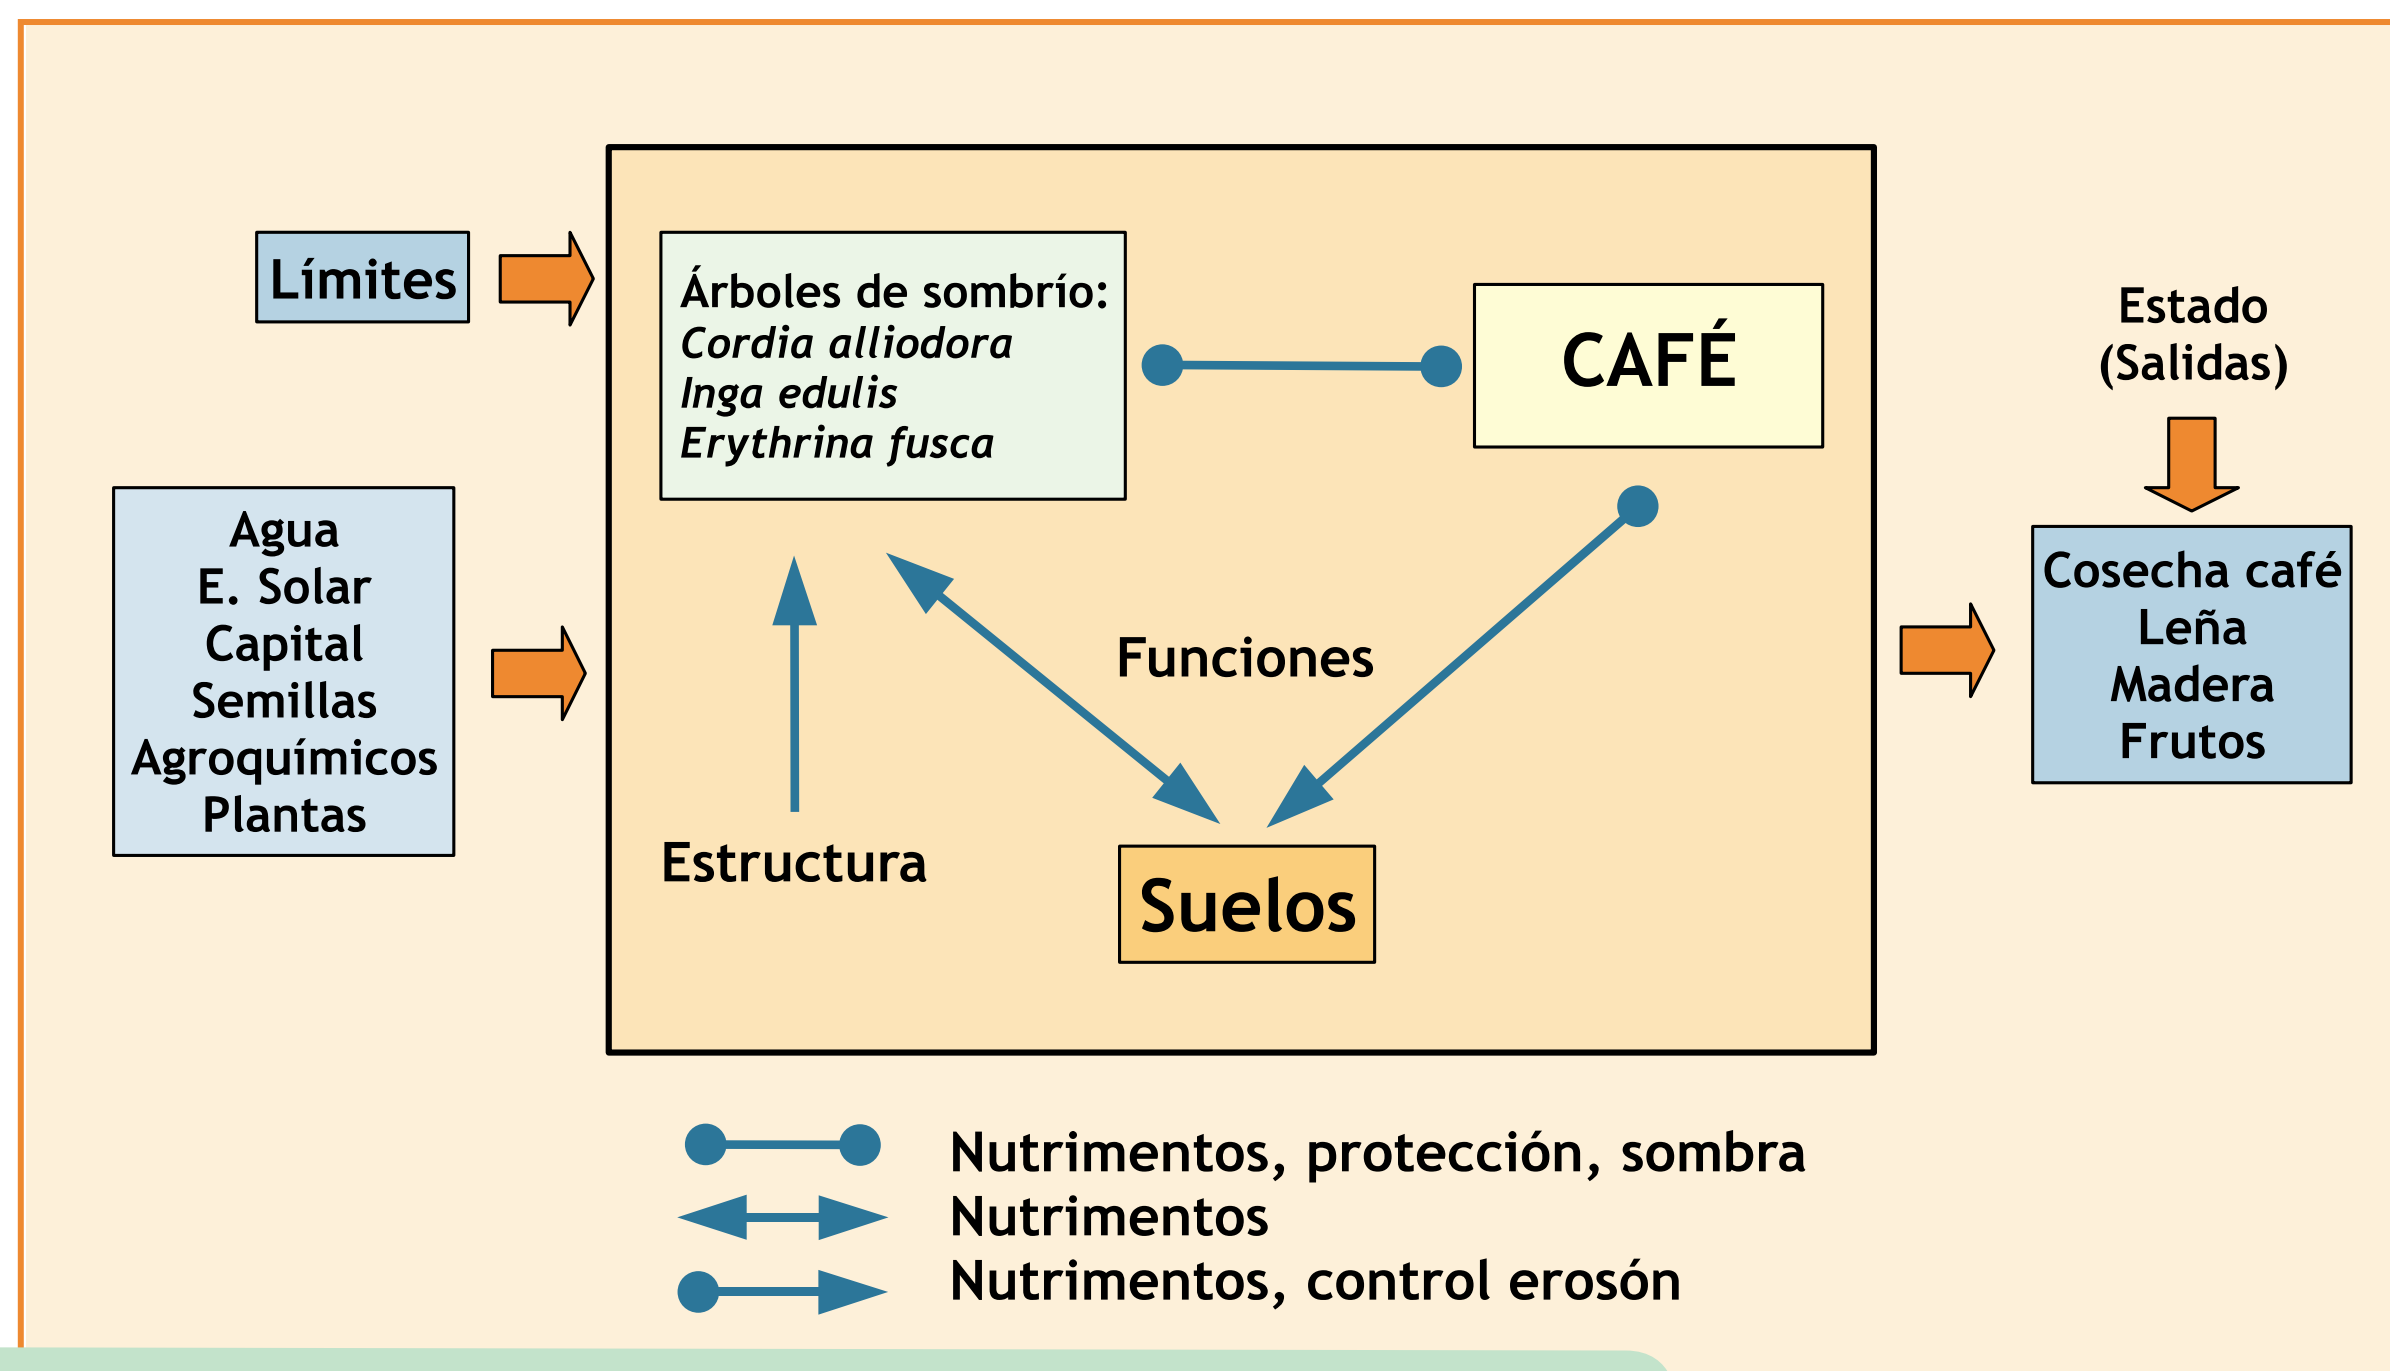 Límites
Agua
E. Solar
Capital
Semillas
Agroquímicos
Plantas
Árboles de sombrío:
Cordia alliodora
Inga edulis
Erythrina fusca
CAFÉ
Funciones
Estructura
Suelos
Estado
(Salidas)
Cosecha café
Leña
Madera
Frutos
Nutrimentos, protección, sombra
Nutrimentos
Nutrimentos, control erosón